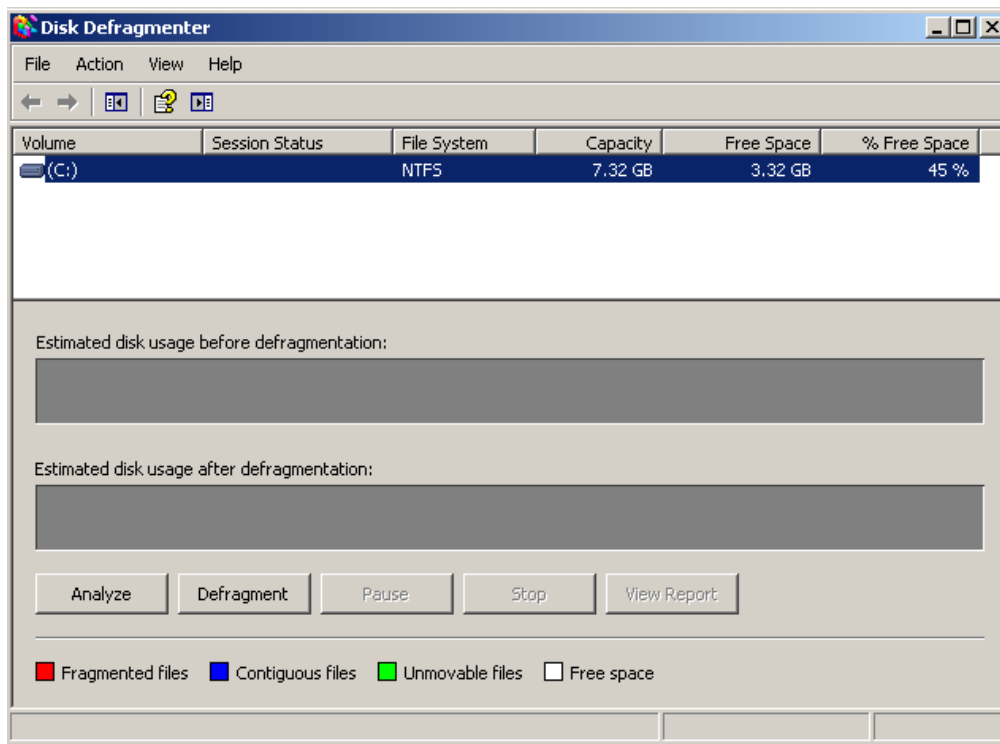 Disk Defragmenter
File Action View Help
Volume Session Status File System Capacity Free Space % Free Space
(C:) NTFS 7.32 GB 3.32 GB 45 %
Estimated disk usage before defragmentation:
Estimated disk usage after defragmentation:
Analyze Defragment Pause Stop View Report
Fragmented files Contiguous files Unmovable files Free space